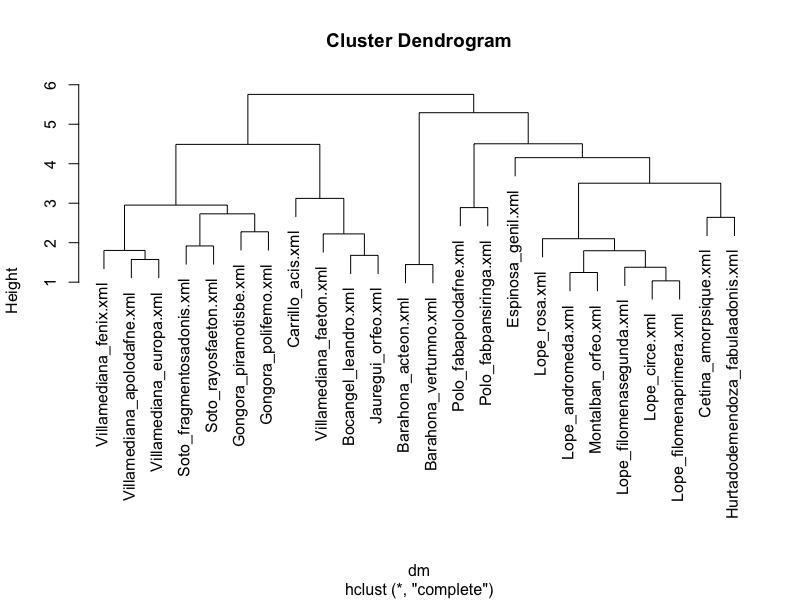 Cluster Dendrogram
Height
6
5
4
3
2
1
Villamediana_fenix.xml
Villamediana_apolodafne.xml
Villamediana_europa.xml
Soto_fragmentosadonis.xml
Soto_rayosfaeton.xml
Gongora_piramotisbe.xml
Gongora_polifemo.xml
Carrillo_acis.xml
Villamediana_faeton.xml
Bocangel_leandro.xml
Jauregui_orfeo.xml
Barahona_acteon.xml
Barahona_vertumno.xml
Polo_fabapolodafne.xml
Polo_fabpansiringa.xml
Espinosa_genil.xml
Lope_rosa.xml
Lope_andromeda.xml
Montalban_orfeo.xml
Lope_filomenasegunda.xml
Lope_circe.xml
Lope_filomenaprimera.xml
Cetina_amorpsique.xml
Hurtadodemendoza_fabulaadonis.xml
dm
hclust (*, "complete")